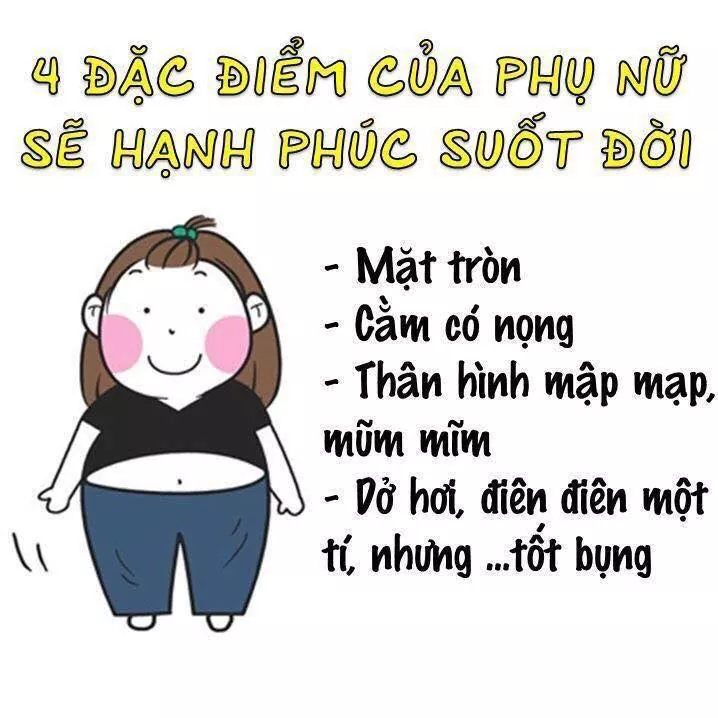 4 ĐẶC ĐIỂM CỦA PHỤ NỮ
SẼ HẠNH PHÚC SUỐT ĐỜI
- Mặt tròn
- Cằm có nọng
- Thân hình mập mạp,
mũm mĩm
- Dở hơi, điên điên một
tí, nhưng ...tốt bụng